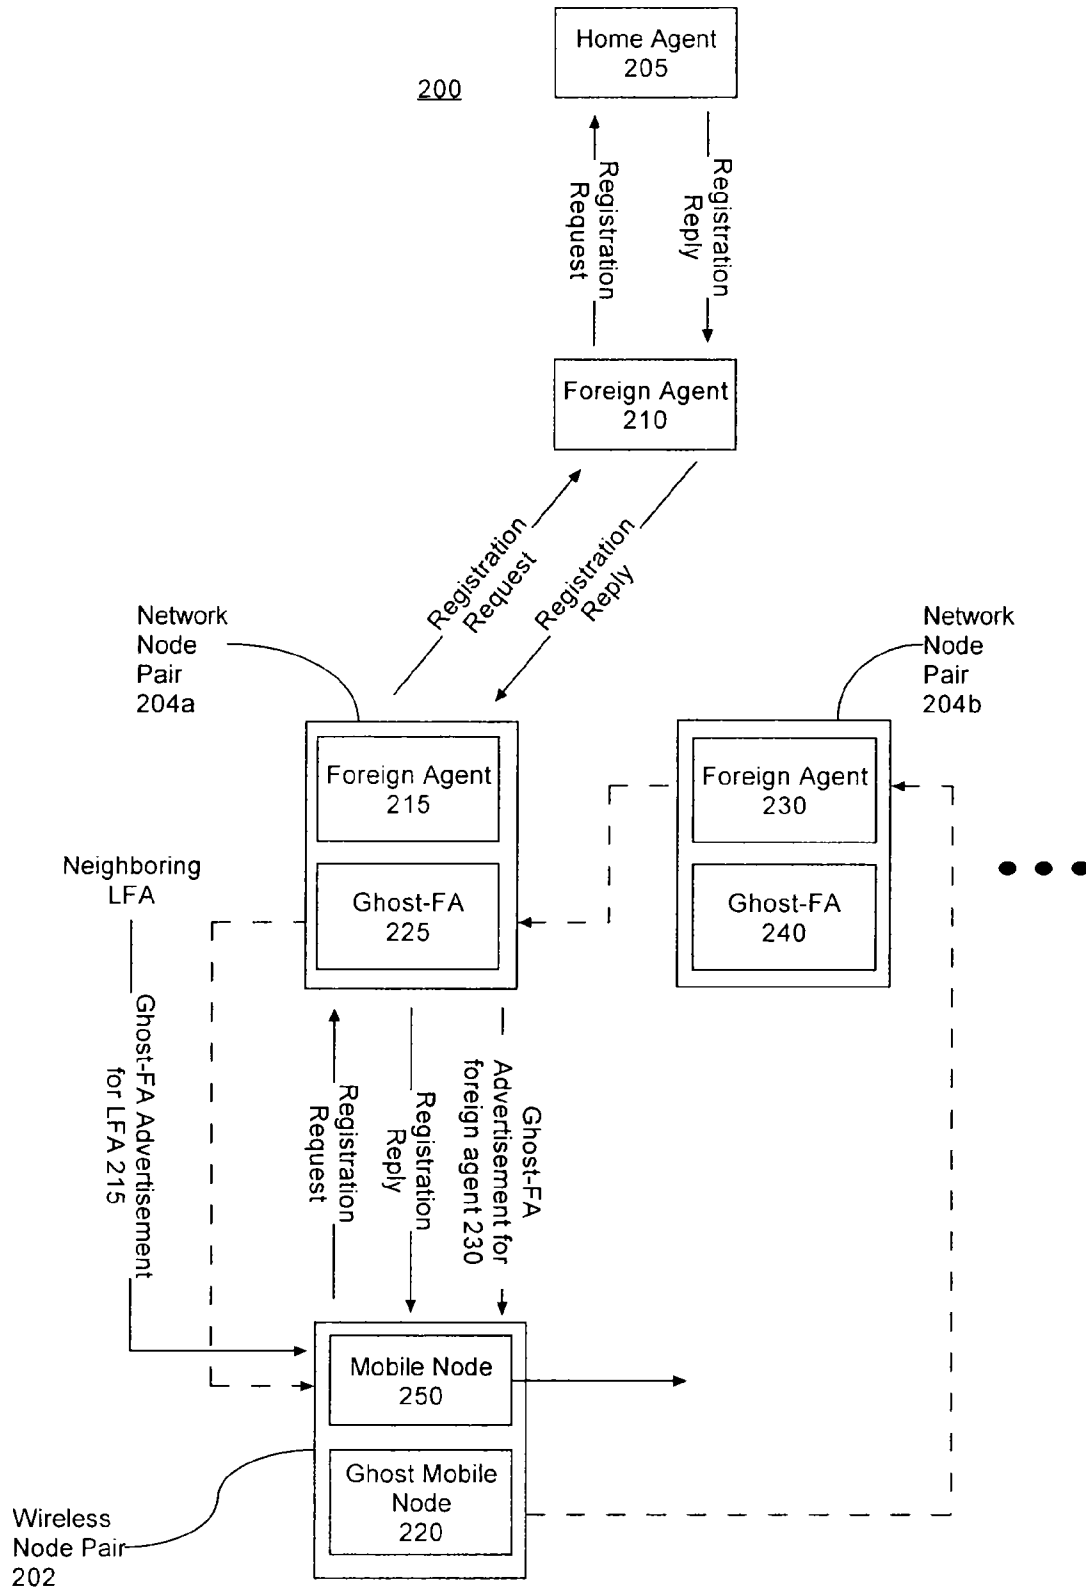 Home Agent
205
200
Registration
Request
Registration
Reply
Foreign Agent
210
Registration
Request
Registration
Reply
Network
Node
Pair
204a
Network
Node
Pair
204b
Foreign Agent
215
Foreign Agent
230
Neighboring
LFA
Ghost-FA
225
Ghost-FA
240
Ghost-FA Advertisement
for LFA 215
Registration
Request
Registration
Reply
Ghost-FA
Advertisement for
foreign agent 230
Mobile Node
250
Ghost Mobile
Node
220
Wireless
Node Pair
202